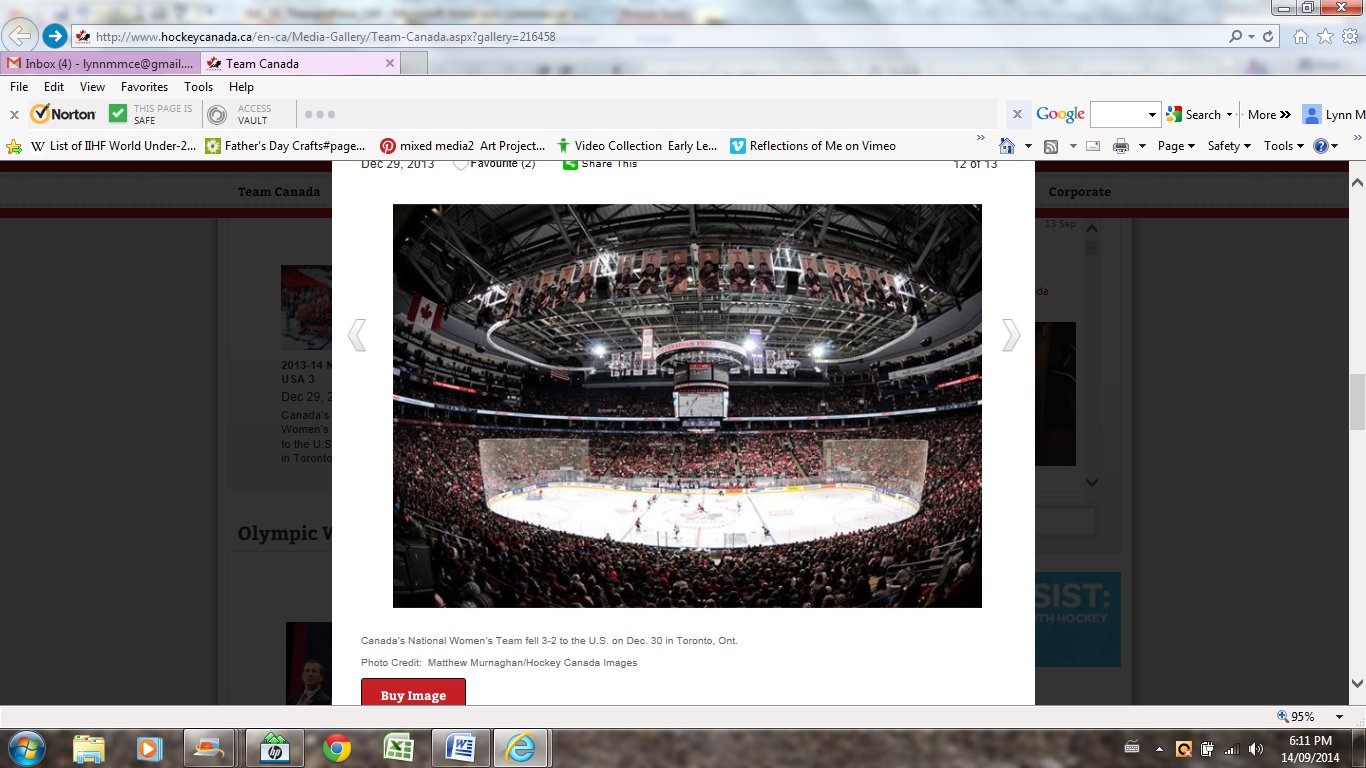 http://www.hockeycanada.ca/en-ca/Media-Gallery/Team-Canada.aspx?gallery=216458
Inbox (4) - lynnmmce@gmail.... Team Canada
File Edit View Favorites Tools Help
Norton THIS PAGE IS SAFE ACCESS VAULT Google Search More Lynn M
List of IIHF World Under-2... Father's Day Crafts#page... mixed media2 Art Project... Video Collection Early Le... Reflections of Me on Vimeo Page Safety Tools
Dec 29, 2013 Favourite (2) Share This 12 of 13
Team Canada Corporate
13 Sep
2013-14 N
USA 3
Dec 29, 2
Canada's
Women's
to the U.S
in Toronto
Olympic W
SIST:
TH HOCKEY
Canada's National Women's Team fell 3-2 to the U.S. on Dec. 30 in Toronto, Ont.
Photo Credit: Matthew Murnaghan/Hockey Canada Images
Buy Image
95%
6:11 PM
14/09/2014